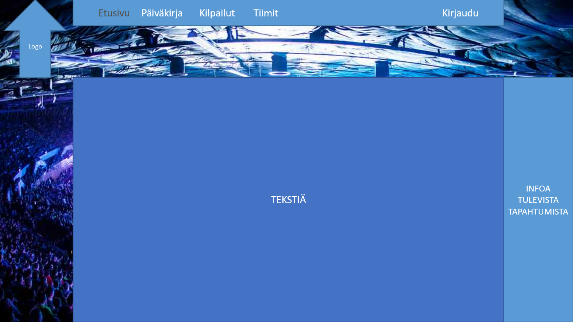 Etusivu Päiväkirja Kilpailut Tiimit Kirjaudu
Logo
TEKSTIÄ
INFOA
TULEVISTA
TAPAHTUMISTA